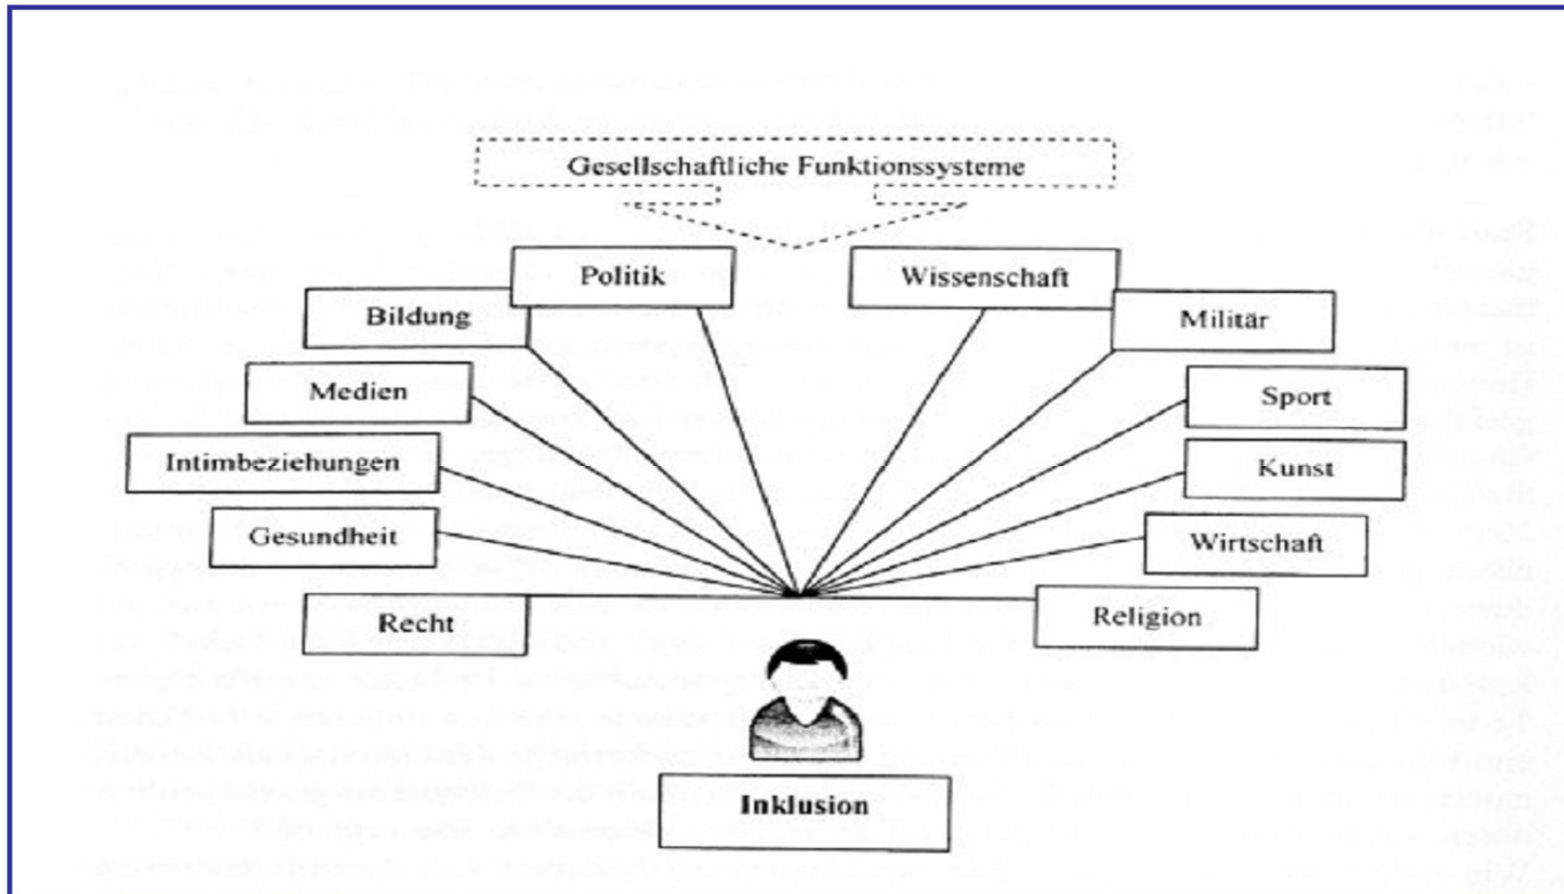 Gesellschaftliche Funktionssysteme
Politik
Wissenschaft
Bildung
Militär
Medien
Sport
Intimbeziehungen
Kunst
Gesundheit
Wirtschaft
Recht
Religion
Inklusion